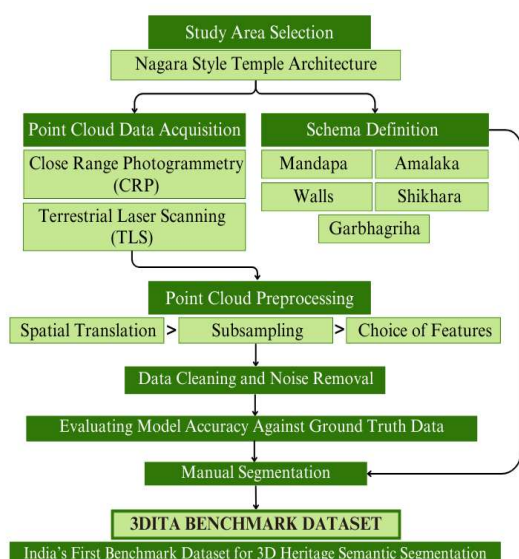 Study Area Selection
Nagara Style Temple Architecture
Point Cloud Data Acquisition
Close Range Photogrammetry
(CRP)
Terrestrial Laser Scanning
(TLS)
Schema Definition
Mandapa
Amalaka
Walls
Shikhara
Garbhagriha
Point Cloud Preprocessing
Spatial Translation > Subsampling > Choice of Features
Data Cleaning and Noise Removal
Evaluating Model Accuracy Against Ground Truth Data
Manual Segmentation
3DITA BENCHMARK DATASET
India's First Benchmark Dataset for 3D Heritage Semantic Segmentation